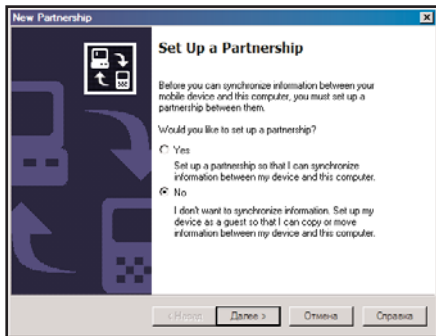 New Partnership
Set Up a Partnership
Before you can synchronize information between your
mobile device and this computer, you must set up a
partnership between them.
Would you like to set up a partnership?
Yes
Set up a partnership so that I can synchronize
information between my device and this computer.
No
I don't want to synchronize information. Set up my
device as a guest so that I can copy or move
information between my device and this computer.
< Назад Далее > Отмена Справка